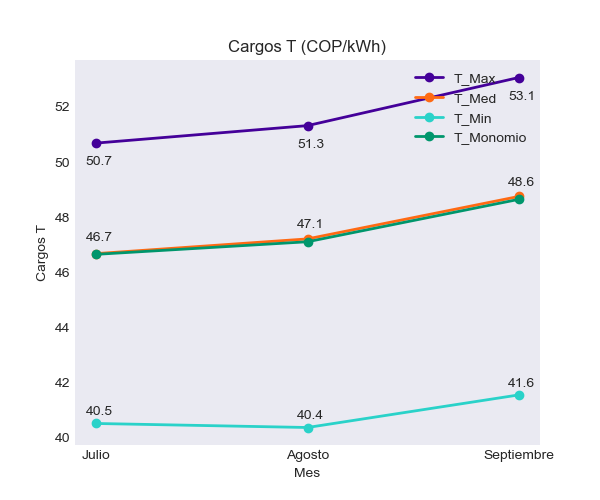 Cargos T (COP/kWh)
T_Max
T_Med
T_Min
T_Monomio
52
50
48
46
44
42
40
Cargos T
50.7
51.3
53.1
46.7
47.1
48.6
40.5
40.4
41.6
Julio
Agosto
Septiembre
Mes